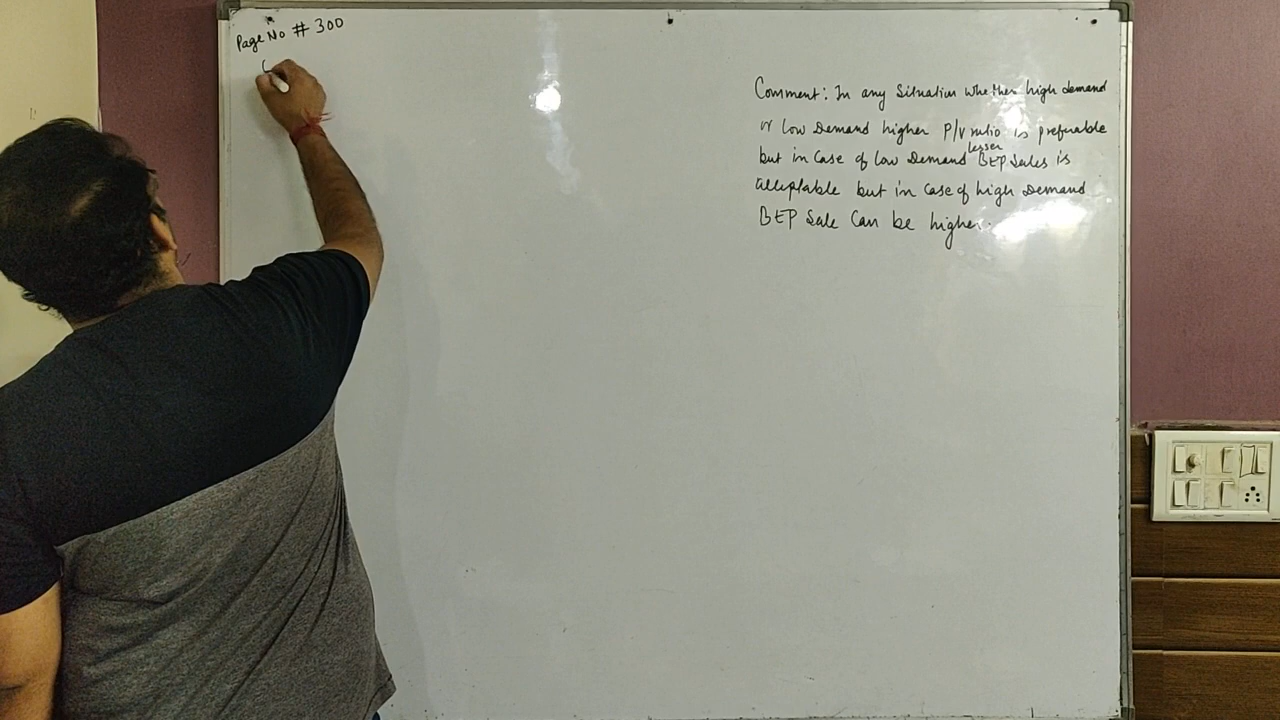 Page No # 300
Comment: In any Situation Whether high demand
or Low Demand higher P/V ratio is preferable
lesser
but in Case of low Demand BEP Sales is
but in Case of high Demand
BEP Sale Can be higher.